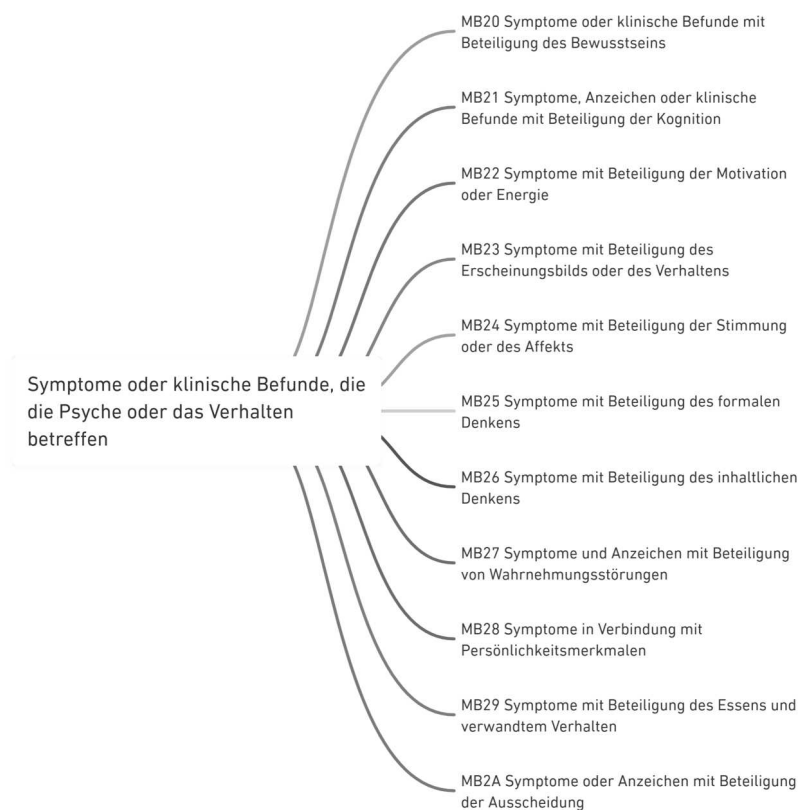 MB20 Symptome oder klinische Befunde mit
Beteiligung des Bewusstseins
MB21 Symptome, Anzeichen oder klinische
Befunde mit Beteiligung der Kognition
MB22 Symptome mit Beteiligung der Motivation
oder Energie
MB23 Symptome mit Beteiligung des
Erscheinungsbilds oder des Verhaltens
MB24 Symptome mit Beteiligung der Stimmung
oder des Affekts
Symptome oder klinische Befunde, die
die Psyche oder das Verhalten
betreffen
MB25 Symptome mit Beteiligung des formalen
Denkens
MB26 Symptome mit Beteiligung des inhaltlichen
Denkens
MB27 Symptome und Anzeichen mit Beteiligung
von Wahrnehmungsstörungen
MB28 Symptome in Verbindung mit
Persönlichkeitsmerkmalen
MB29 Symptome mit Beteiligung des Essens und
verwandtem Verhalten
MB2A Symptome oder Anzeichen mit Beteiligung
der Ausscheidung